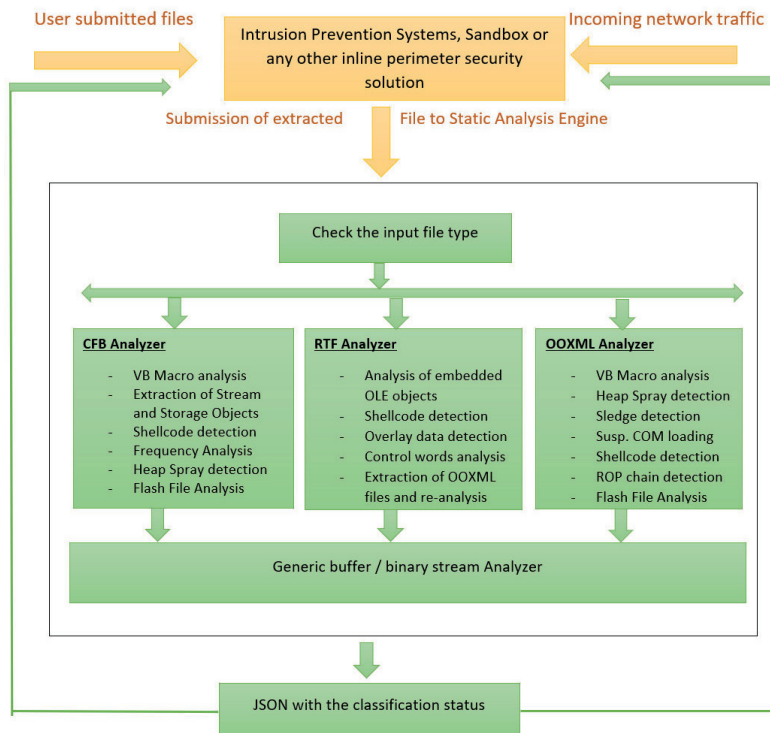 User submitted files
Incoming network traffic
Intrusion Prevention Systems, Sandbox or
any other inline perimeter security
solution
Submission of extracted
File to Static Analysis Engine
Check the input file type
CFB Analyzer
- VB Macro analysis
- Extraction of Stream
and Storage Objects
- Shellcode detection
- Frequency Analysis
- Heap Spray detection
- Flash File Analysis
RTF Analyzer
- Analysis of embedded
OLE objects
- Shellcode detection
- Overlay data detection
- Control words analysis
- Extraction of OOXML
files and re-analysis
OOXML Analyzer
- VB Macro analysis
- Heap Spray detection
- Sledge detection
- Susp. COM loading
- Shellcode detection
- ROP chain detection
- Flash File Analysis
Generic buffer / binary stream Analyzer
JSON with the classification status